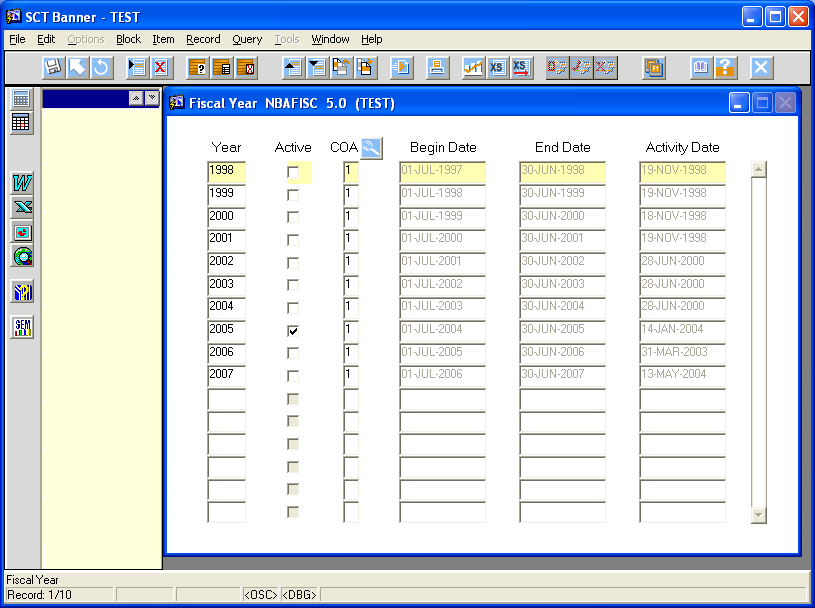 SCT Banner - TEST
File Edit Options Block Item Record Query Tools Window Help
Fiscal Year NBAFISC 5.0 (TEST)
Year Active COA Begin Date End Date Activity Date
1998 1 01-JUL-1997 30-JUN-1998 19-NOV-1998
1999 1 01-JUL-1998 30-JUN-1999 19-NOV-1998
2000 1 01-JUL-1999 30-JUN-2000 18-NOV-1998
2001 1 01-JUL-2000 30-JUN-2001 19-NOV-1998
2002 1 01-JUL-2001 30-JUN-2002 28-JUN-2000
2003 1 01-JUL-2002 30-JUN-2003 28-JUN-2000
2004 1 01-JUL-2003 30-JUN-2004 28-JUN-2000
2005 1 01-JUL-2004 30-JUN-2005 14-JAN-2004
2006 1 01-JUL-2005 30-JUN-2006 31-MAR-2003
2007 1 01-JUL-2006 30-JUN-2007 13-MAY-2004
XS XS
W
X
SEM
Fiscal Year
Record: 1/10 <OSC> <DBG>